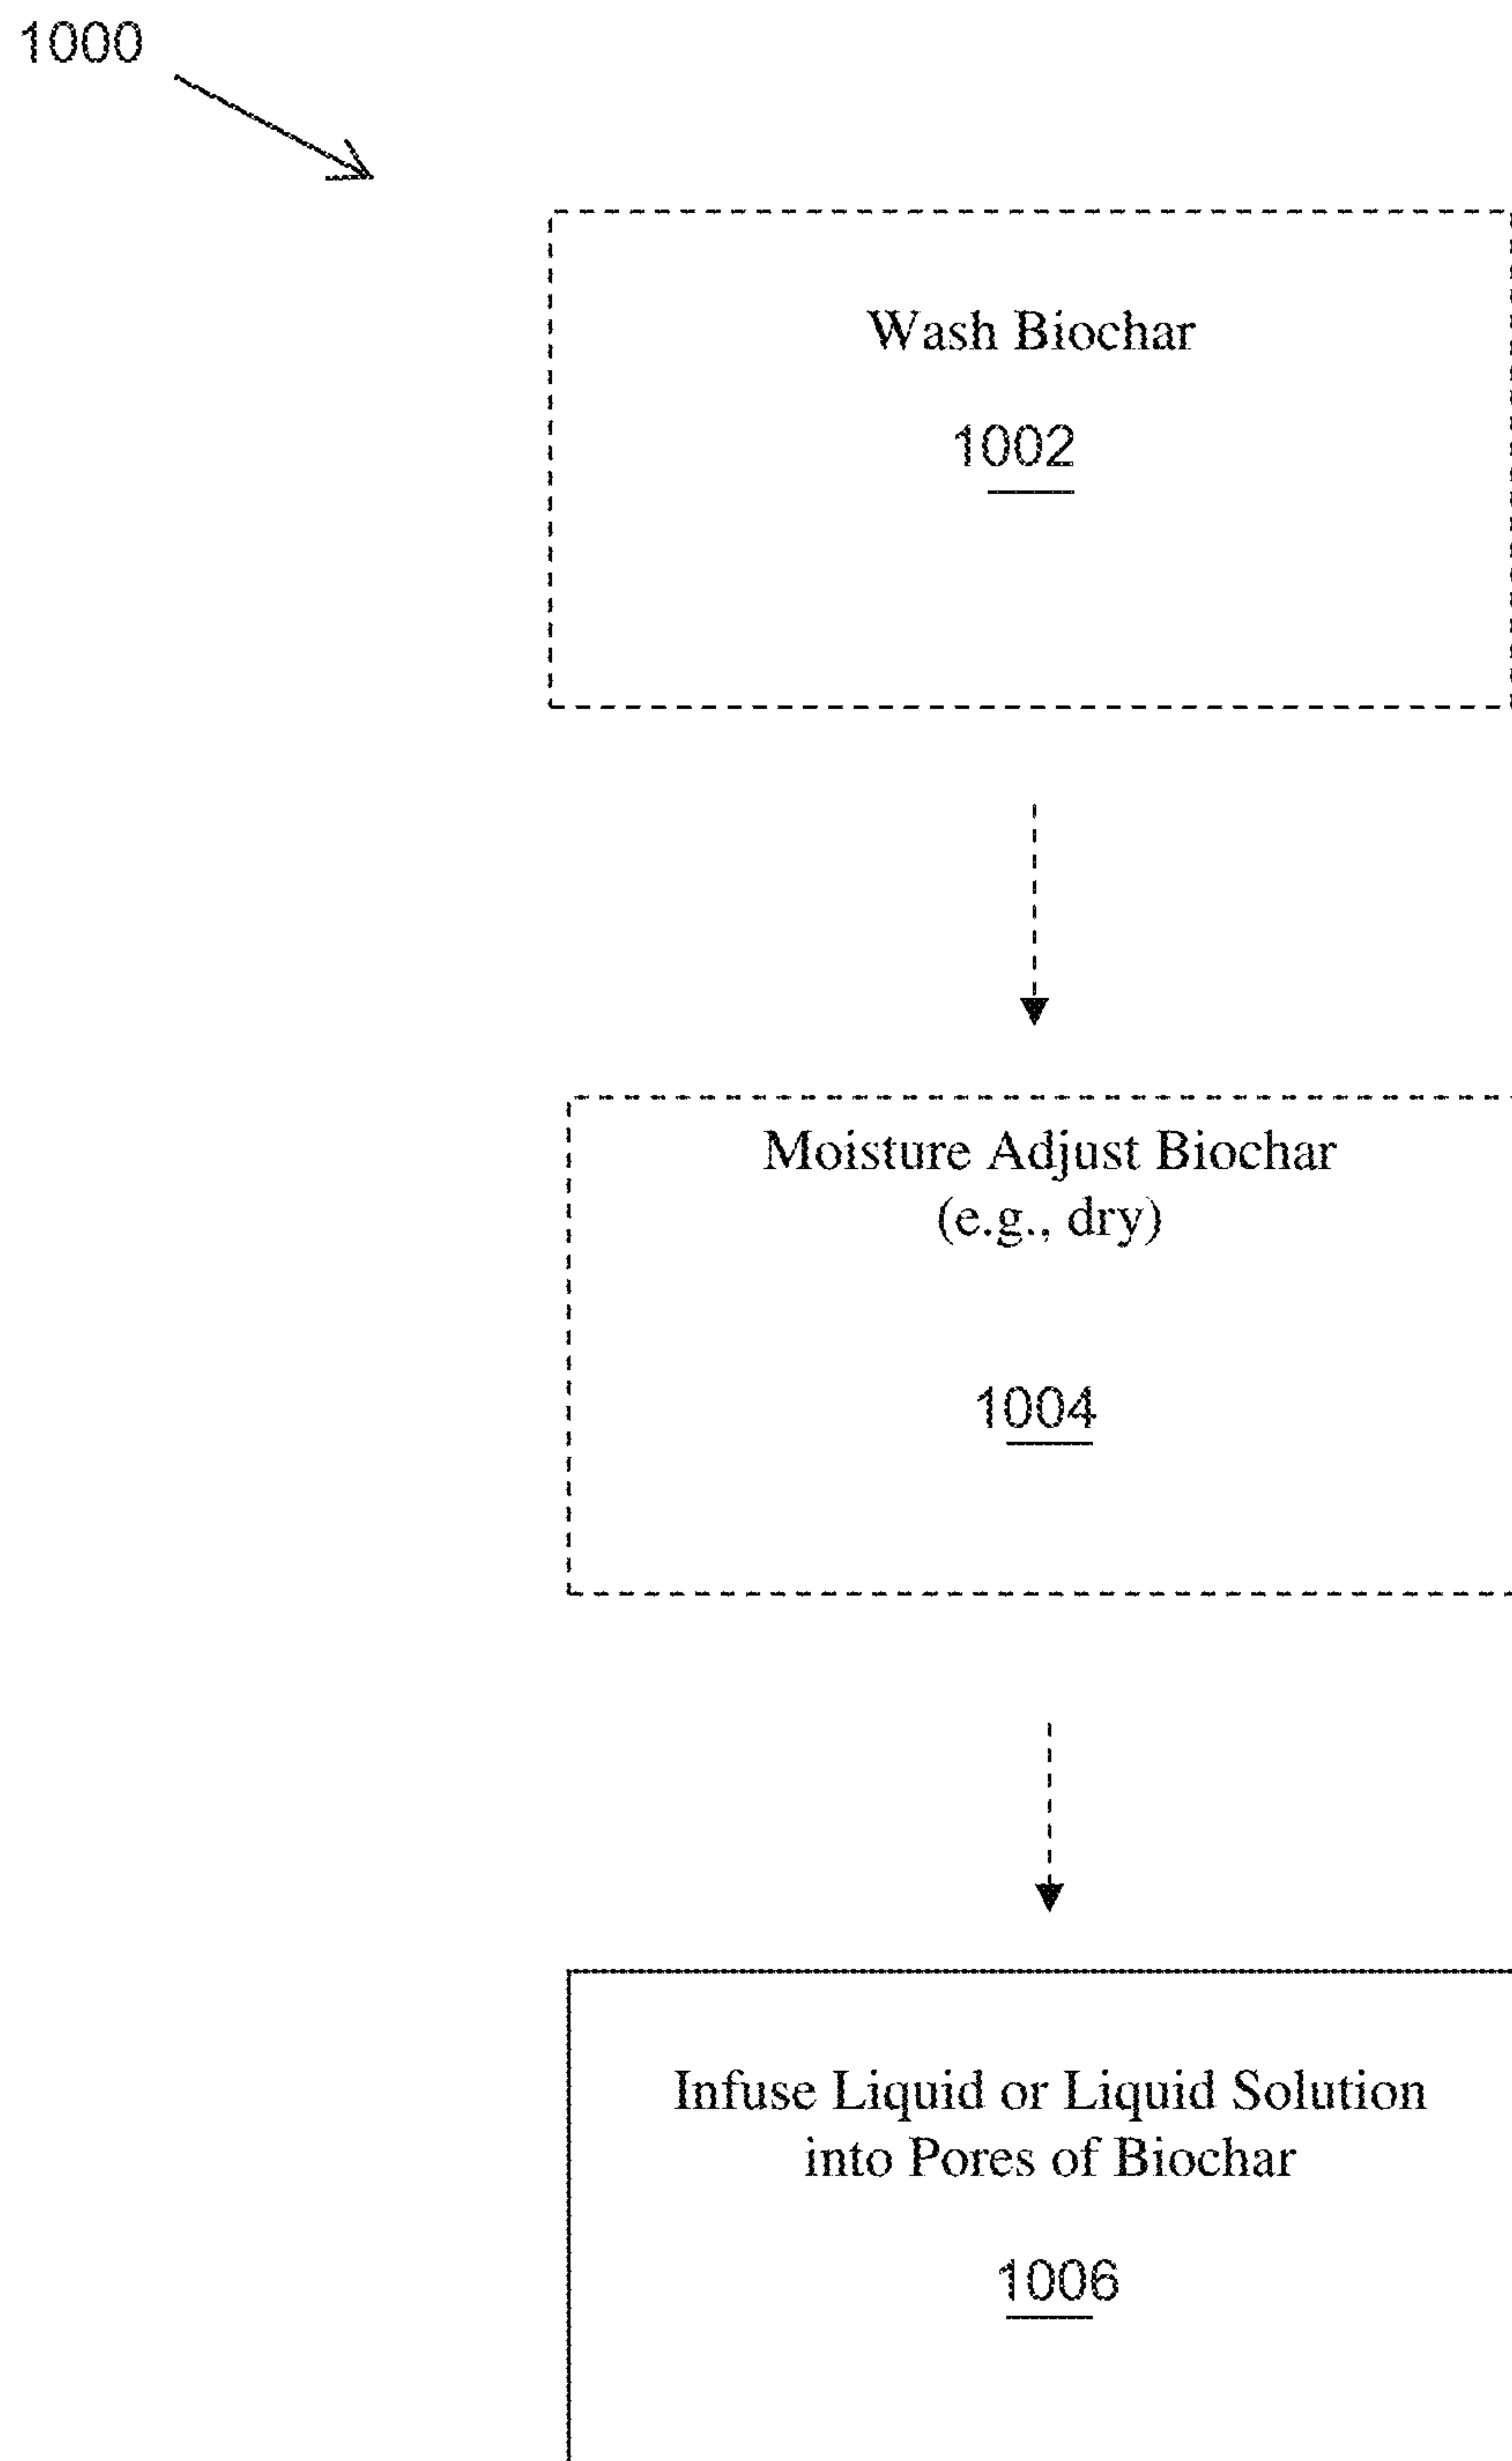 1000
Wash Biochar
1002
Moisture Adjust Biochar
(e.g., dry)
1004
Infuse Liquid or Liquid Solution
into Pores of Biochar
1006